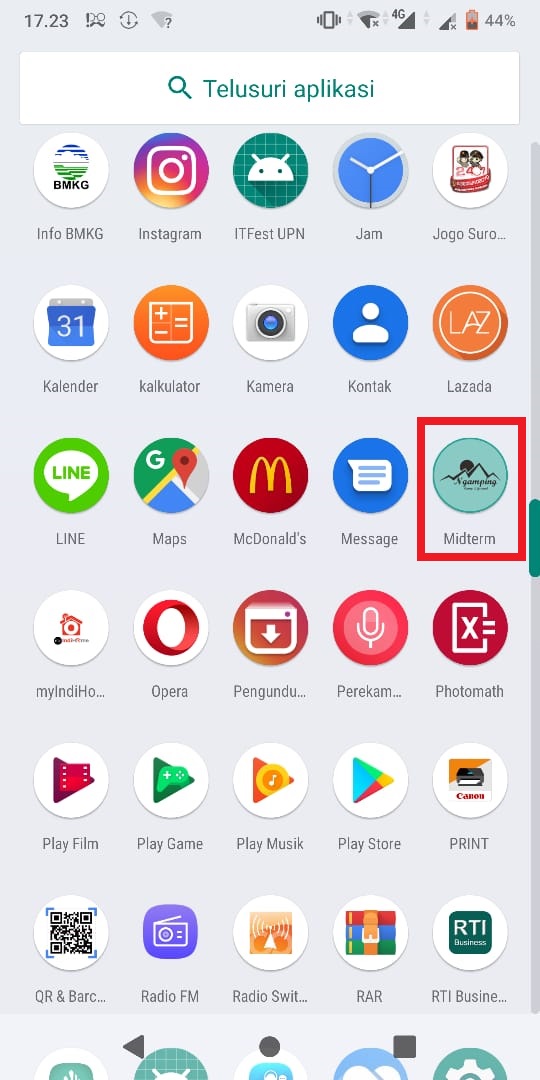 17.23
?
4G
44%
Telusuri aplikasi
BMKG
Info BMKG
Instagram
ITFest UPN
Jam
24
Jogo Suro...
31
Kalender
kalkulator
Kamera
Kontak
LAZ
Lazada
LINE
LINE
G
Maps
McDonald's
Message
Ngamping
Midterm
myIndiHo...
Opera
Pengundu...
Perekam...
X
Photomath
Play Film
Play Game
Play Musik
Play Store
Canon
PRINT
QR & Barc...
Radio FM
Radio Swit...
RAR
RTI
Business
RTI Busine...